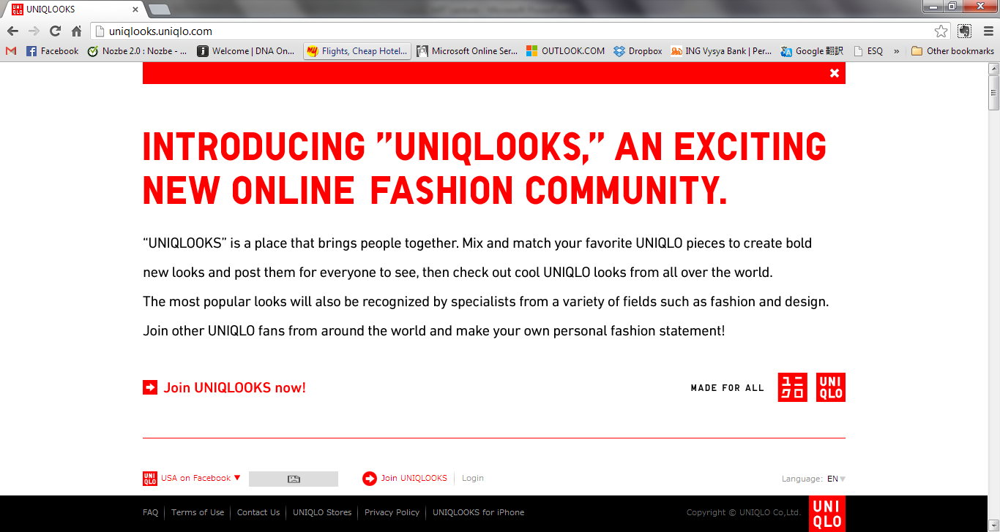 UNIQLOOKS
uniqlooks.uniqlo.com
Facebook Nozbe 2.0 : Nozbe - ... Welcome | DNA On... Flights, Cheap Hotel... Microsoft Online Ser... OUTLOOK.COM Dropbox ING Vysya Bank | Per... Google 翻訳 ESQ » Other bookmarks
INTRODUCING ”UNIQLOOKS,” AN EXCITING
NEW ONLINE FASHION COMMUNITY.
“UNIQLOOKS” is a place that brings people together. Mix and match your favorite UNIQLO pieces to create bold
new looks and post them for everyone to see, then check out cool UNIQLO looks from all over the world.
The most popular looks will also be recognized by specialists from a variety of fields such as fashion and design.
Join other UNIQLO fans from around the world and make your own personal fashion statement!
Join UNIQLOOKS now!
MADE FOR ALL
ユニ
クロ
UNI
QLO
UNI
QLO
USA on Facebook ▼ Join UNIQLOOKS Login Language: EN
FAQ Terms of Use Contact Us UNIQLO Stores Privacy Policy UNIQLOOKS for iPhone Copyright © UNIQLO Co,Ltd.
UNI
QLO